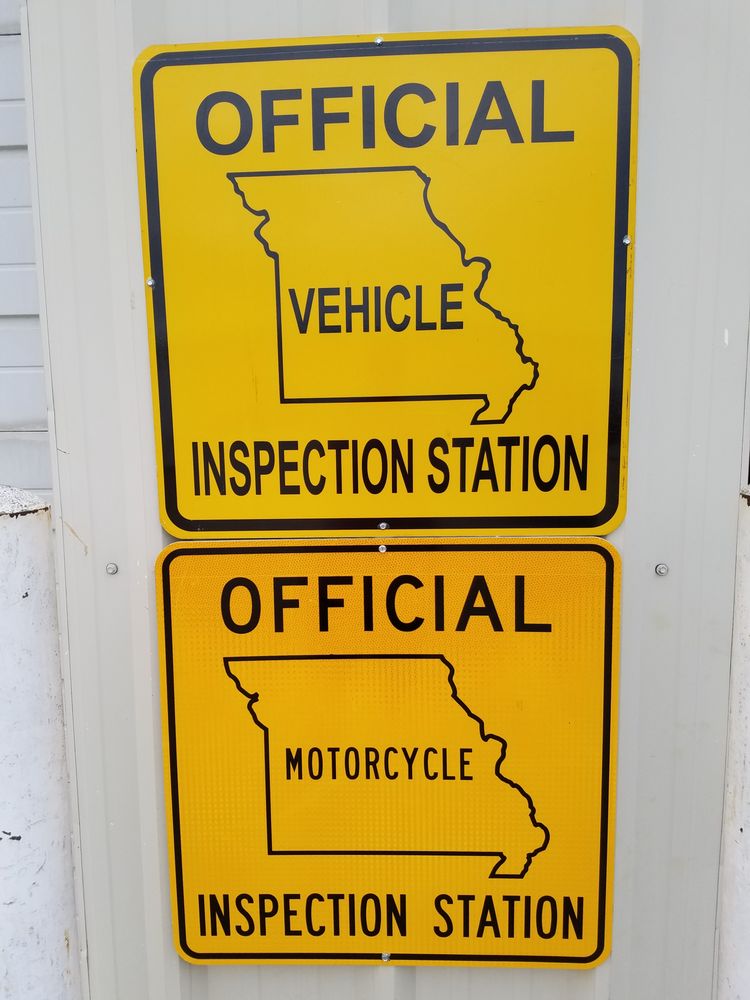 OFFICIAL
VEHICLE
INSPECTION STATION
OFFICIAL
MOTORCYCLE
INSPECTION STATION